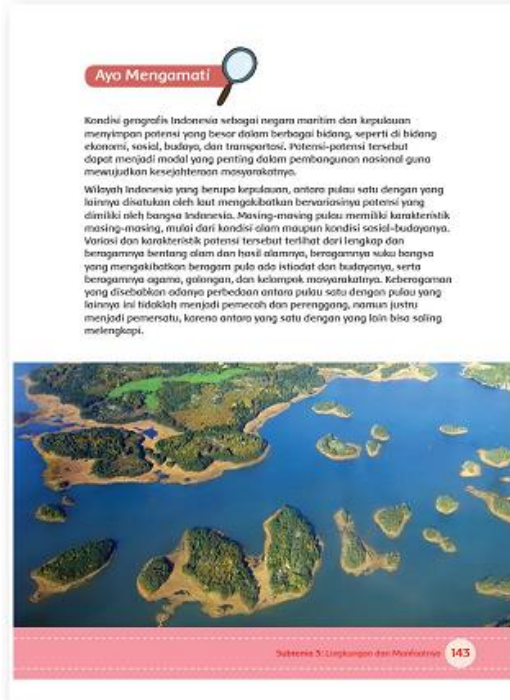 Ayo Mengamati
Kondisi geografis Indonesia sebagai negara maritim dan kepulauan
menyimpan potensi yang besar dalam berbagai bidang, seperti di bidang
ekonomi, sosial, budaya, dan transportasi. Potensi-potensi tersebut
dapat menjadi modal yang penting dalam pembangunan nasional guna
mewujudkan kesejahteraan masyarakatnya.
Wilayah Indonesia yang berupa kepulauan, antara pulau satu dengan yang
lainnya disatukan oleh laut mengakibatkan bervariasinya potensi yang
dimiliki oleh bangsa Indonesia. Masing-masing pulau memiliki karakteristik
masing-masing, mulai dari kondisi alam maupun kondisi sosial-budayanya.
Variasi dan karakteristik potensi tersebut terlihat dari lengkap dan
beragamnya bentang alam dan hasil alamnya, beragamnya suku bangsa
yang mengakibatkan beragam pula adat istiadat dan budayanya, serta
beragamnya agama, golongan, dan kelompok masyarakatnya. Keberagaman
yang disebabkan adanya perbedaan antara pulau satu dengan pulau yang
lainnya ini tidaklah menjadi pemecah dan perenggang, namun justru
menjadi pemersatu, karena antara yang satu dengan yang lain bisa saling
melengkapi.
Subtema 3: Lingkungan dan Manfaatnya 143